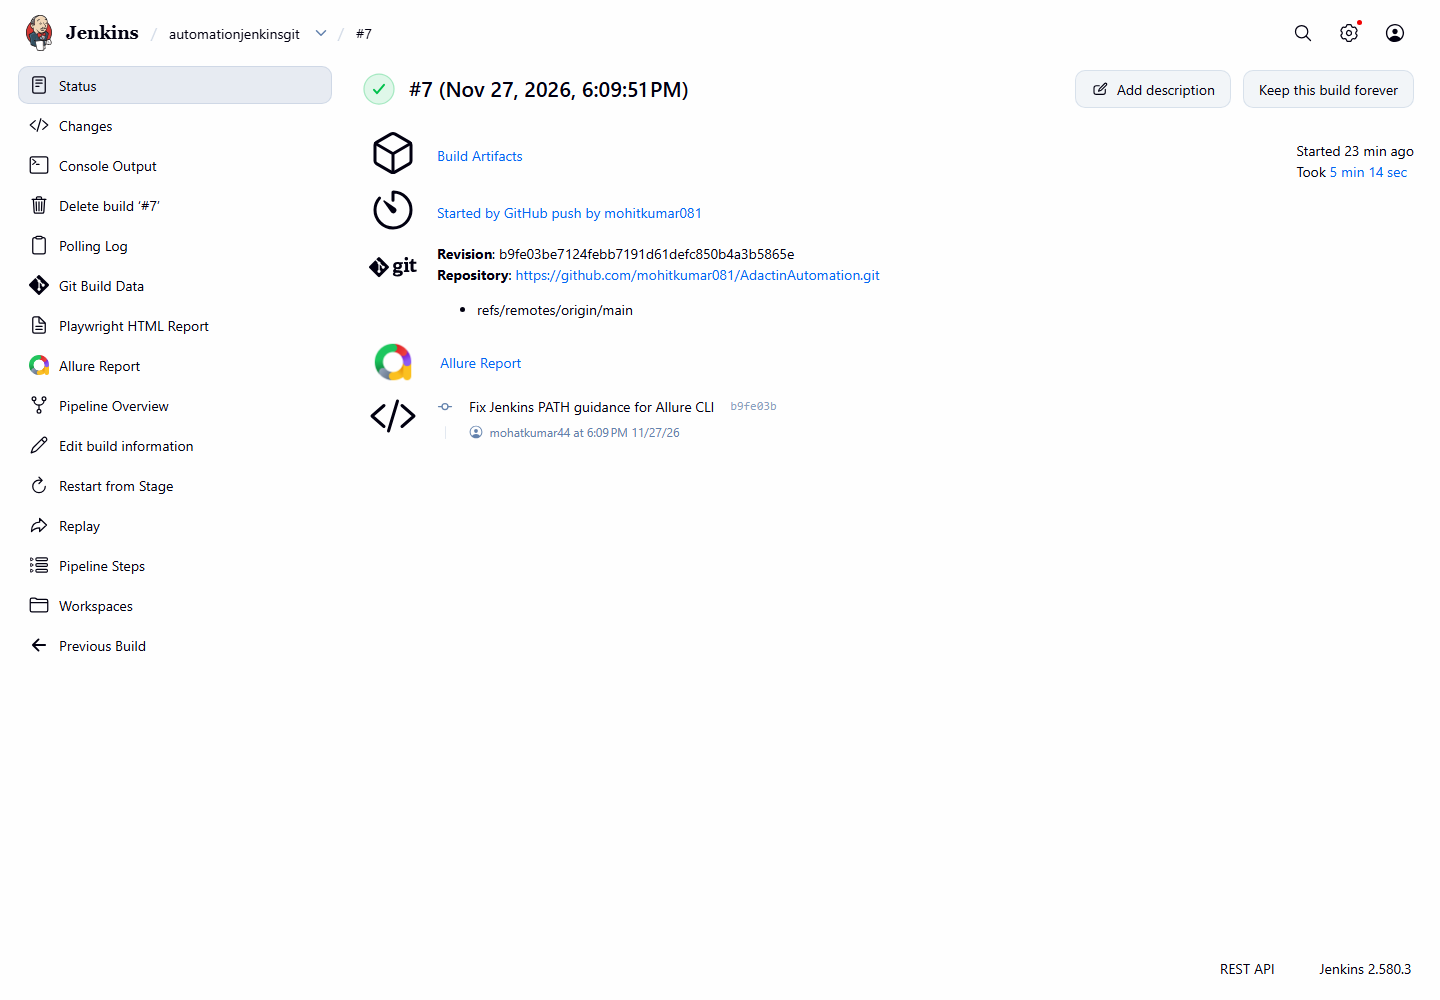 Jenkins / automationjenkinsgit / #7
Status
Changes
Console Output
Delete build ‘#7’
Polling Log
Git Build Data
Playwright HTML Report
Allure Report
Pipeline Overview
Edit build information
Restart from Stage
Replay
Pipeline Steps
Workspaces
Previous Build
#7 (Nov 27, 2026, 6:09:51 PM)
Add description
Keep this build forever
Build Artifacts
Started 23 min ago
Took 5 min 14 sec
Started by GitHub push by mohitkumar081
git
Revision: b9fe03be7124febb7191d61defc850b4a3b5865e
Repository: https://github.com/mohitkumar081/AdactinAutomation.git
refs/remotes/origin/main
Allure Report
Fix Jenkins PATH guidance for Allure CLI b9fe03b
mohatkumar44 at 6:09 PM 11/27/26
REST API
Jenkins 2.580.3